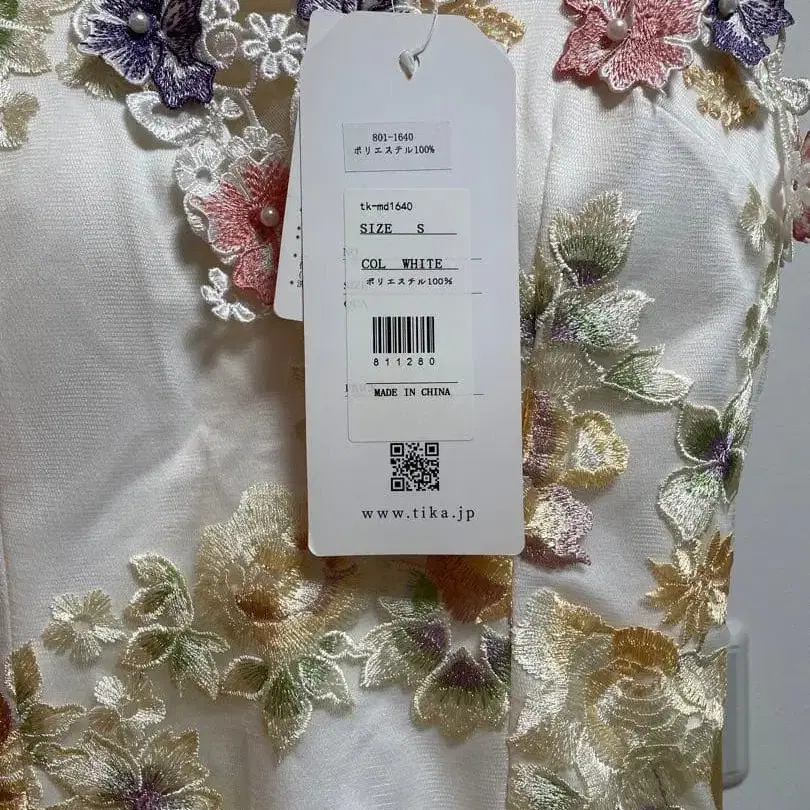 801-1640
ポリエステル100%
tk-md1640
SIZE S
COL WHITE
ポリエステル100%
811280
MADE IN CHINA
www.tika.jp